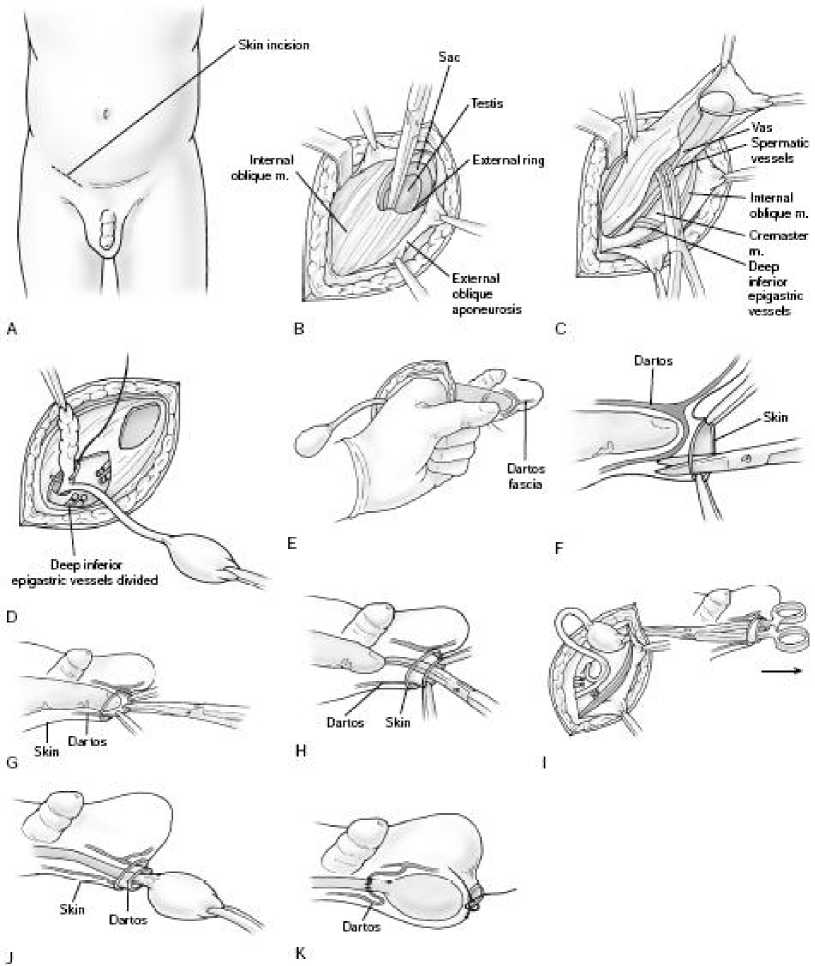 Skin incision
A
Sac
Testis
External ring
Internal
oblique m.
External
oblique
aponeurosis
B
Vas
Spermatic
vessels
Internal
oblique m.
Cremaster
m.
Deep
inferior
epigastric
vessels
C
Deep inferior
epigastric vessels divided
D
Dartos
fascia
E
Dartos
Skin
F
Skin
Dartos
G
Dartos
Skin
H
I
Skin
Dartos
J
Dartos
K